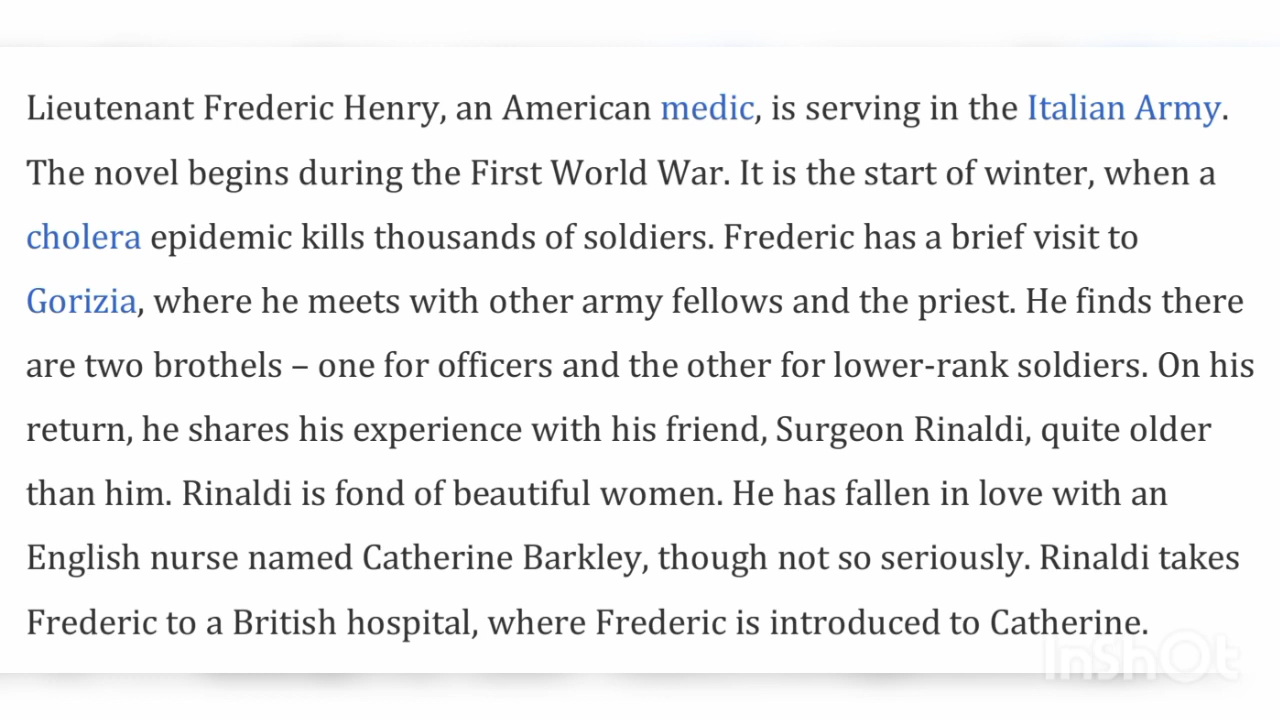 Lieutenant Frederic Henry, an American medic, is serving in the Italian Army.
The novel begins during the First World War. It is the start of winter, when a
cholera epidemic kills thousands of soldiers. Frederic has a brief visit to
Gorizia, where he meets with other army fellows and the priest. He finds there
are two brothels – one for officers and the other for lower-rank soldiers. On his
return, he shares his experience with his friend, Surgeon Rinaldi, quite older
than him. Rinaldi is fond of beautiful women. He has fallen in love with an
English nurse named Catherine Barkley, though not so seriously. Rinaldi takes
Frederic to a British hospital, where Frederic is introduced to Catherine.
InShOt